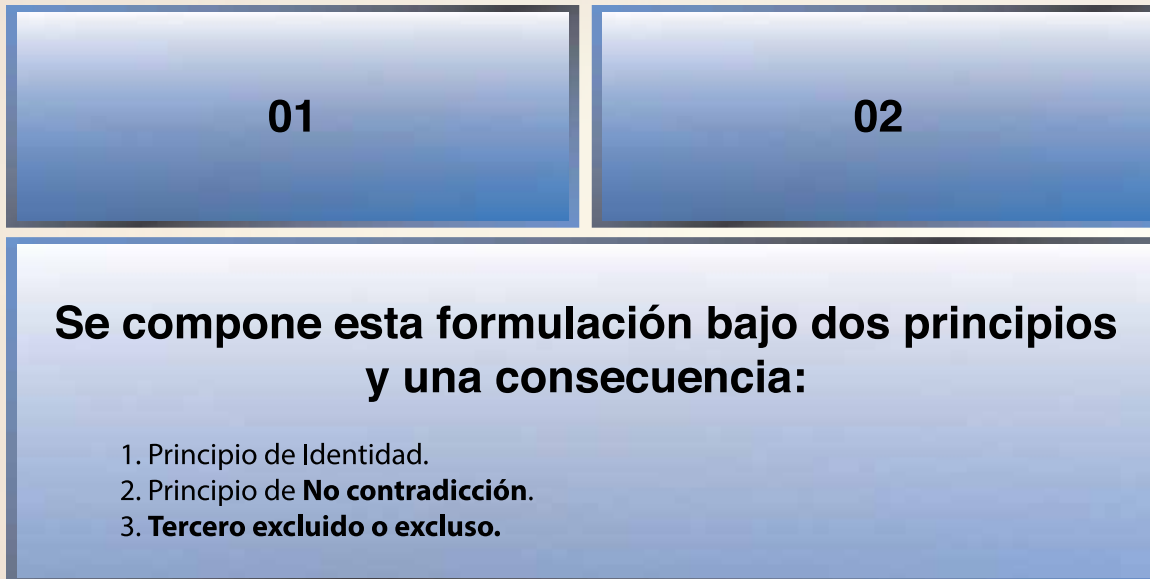 01
02
Se compone esta formulación bajo dos principios
y una consecuencia:
1. Principio de Identidad.
2. Principio de No contradicción.
3. Tercero excluido o excluso.